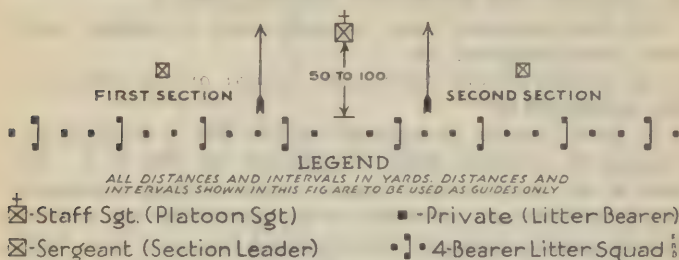 50 TO 100
FIRST SECTION
SECOND SECTION
LEGEND
ALL DISTANCES AND INTERVALS IN YARDS. DISTANCES AND
INTERVALS SHOWN IN THIS FIG ARE TO BE USED AS GUIDES ONLY
-Staff Sgt. (Platoon Sgt)
-Private (Litter Bearer)
-Sergeant (Section Leader)
4-Bearer Litter Squad